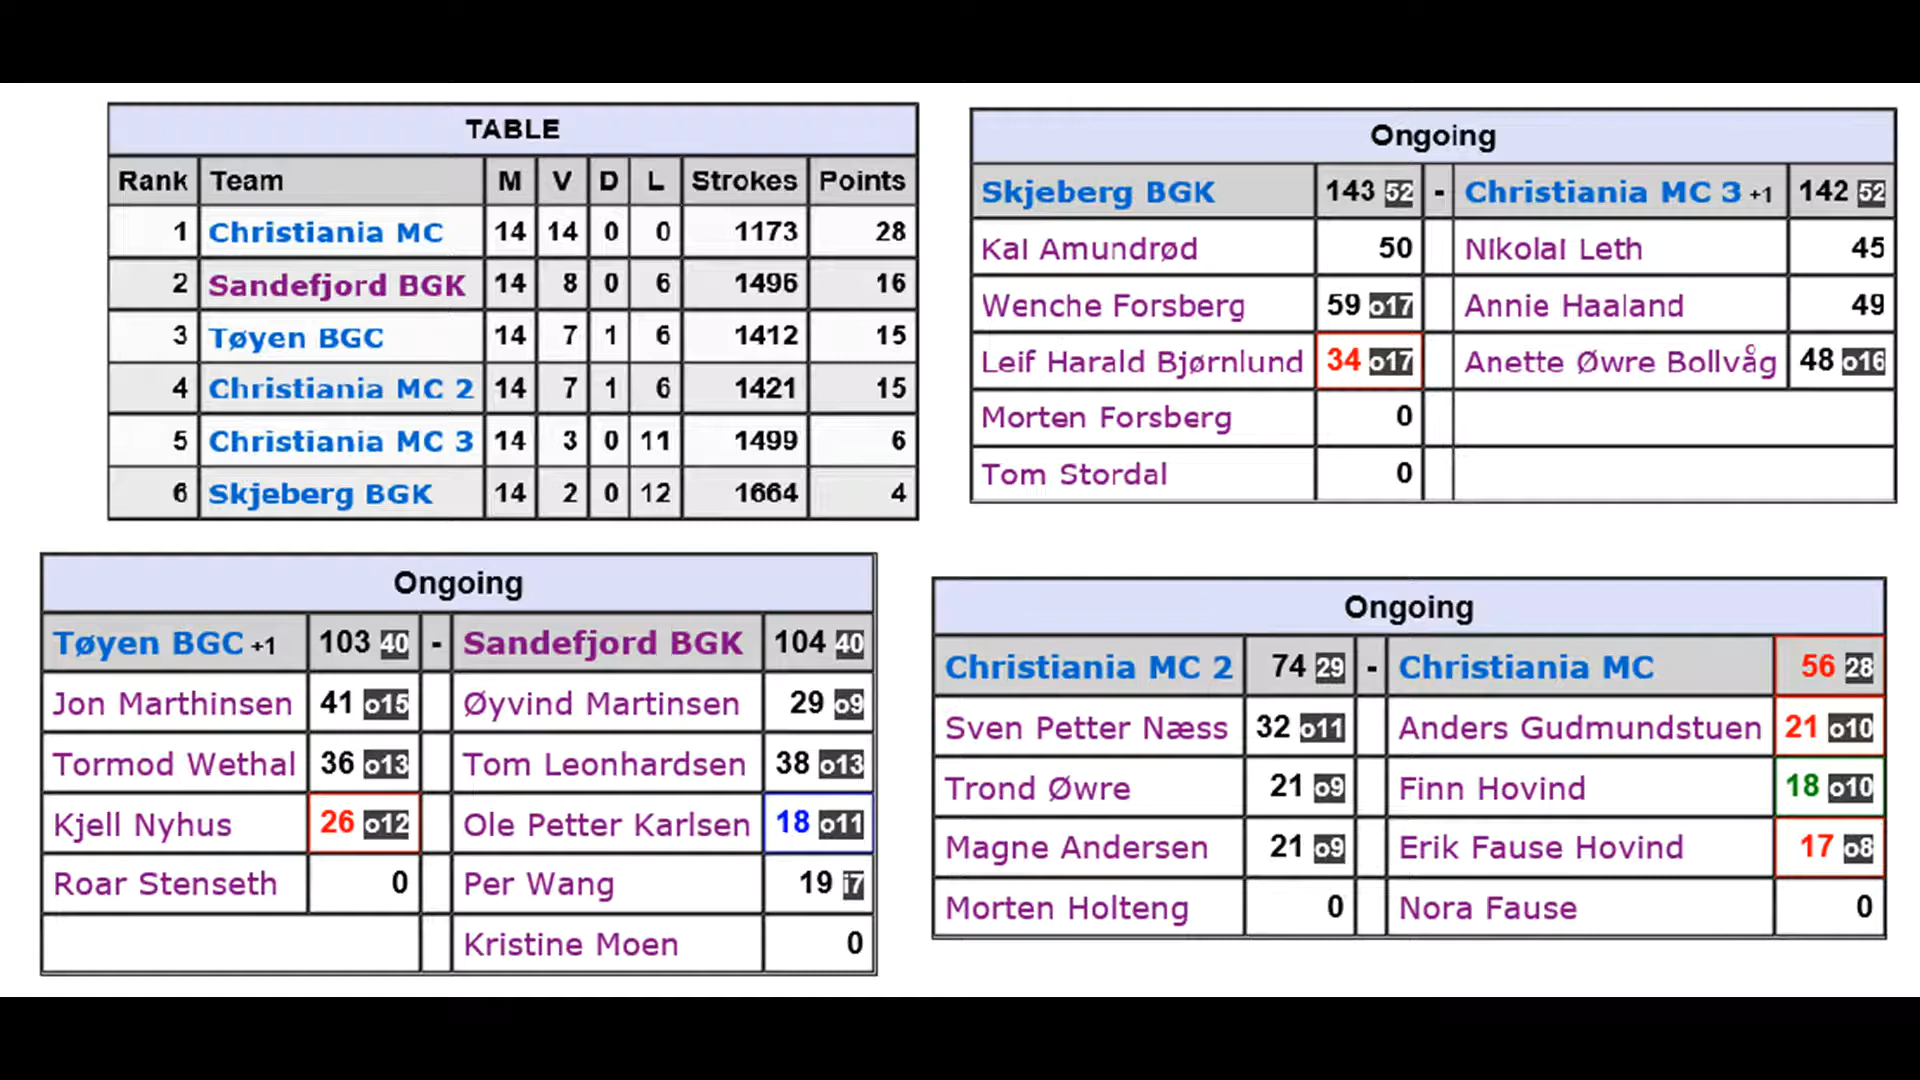 TABLE
Rank Team M V D L Strokes Points
1 Christiania MC 14 14 0 0 1173 28
2 Sandefjord BGK 14 8 0 6 1496 16
3 Tøyen BGC 14 7 1 6 1412 15
4 Christiania MC 2 14 7 1 6 1421 15
5 Christiania MC 3 14 3 0 11 1499 6
6 Skjeberg BGK 14 2 0 12 1664 4
Ongoing
Skjeberg BGK 143 52 - Christiania MC 3 +1 142 52
Kai Amundrød 50 Nikolai Leth 45
Wenche Forsberg 59 o17 Annie Haaland 49
Leif Harald Bjørnlund 34 o17 Anette Øwre Bollvåg 48 o16
Morten Forsberg 0
Tom Stordal 0
Ongoing
Tøyen BGC +1 103 40 - Sandefjord BGK 104 40
Jon Marthinsen 41 o15 Øyvind Martinsen 29 o9
Tormod Wethal 36 o13 Tom Leonhardsen 38 o13
Kjell Nyhus 26 o12 Ole Petter Karlsen 18 o11
Roar Stenseth 0 Per Wang 19 i7
Kristine Moen 0
Ongoing
Christiania MC 2 74 29 - Christiania MC 56 28
Sven Petter Næss 32 o11 Anders Gudmundstuen 21 o10
Trond Øwre 21 o9 Finn Hovind 18 o10
Magne Andersen 21 o9 Erik Fause Hovind 17 o8
Morten Holteng 0 Nora Fause 0